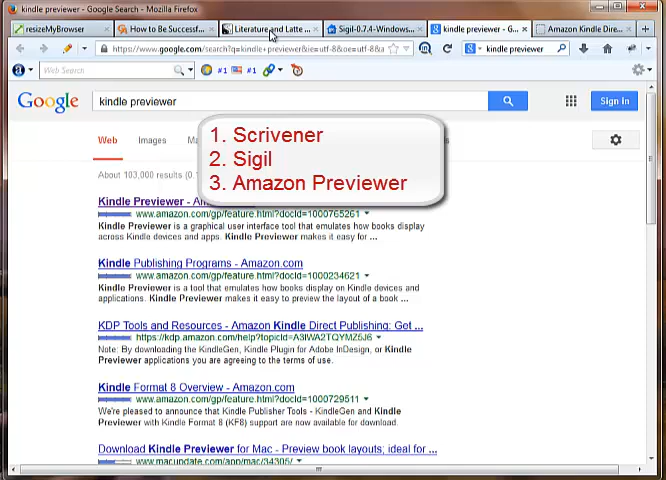 kindle previewer - Google Search - Mozilla Firefox
resizeMyBrowser
How to Be Successf...
Literature and Latte ...
Sigil-0.7.4-Windows...
kindle previewer - G...
Amazon Kindle Dire...
https://www.google.com/search?q=kindle+previewer&ie=utf-8&oe=utf-8&a
kindle previewer
Web Search
#1
#1
Google
kindle previewer
Sign in
Web
Images
1. Scrivener
2. Sigil
3. Amazon Previewer
About 103,000 results (0.
Kindle Previewer - Am
www.amazon.com/gp/feature.html?docId=1000765261
Kindle Previewer is a graphical user interface tool that emulates how books display
across Kindle devices and apps. Kindle Previewer makes it easy for ...
Kindle Publishing Programs - Amazon.com
www.amazon.com/gp/feature.html?docId=1000234621
Kindle Previewer is a tool that emulates how books display on Kindle devices and
applications. Kindle Previewer makes it easy to preview the layout of a book ...
KDP Tools and Resources - Amazon Kindle Direct Publishing: Get ...
https://kdp.amazon.com/help?topicId=A3IWA2TQYMZ5J6
Note: By downloading the KindleGen, Kindle Plugin for Adobe InDesign, or Kindle
Previewer applications you are agreeing to the terms of use.
Kindle Format 8 Overview - Amazon.com
www.amazon.com/gp/feature.html?docId=1000729511
We're pleased to announce that Kindle Publisher Tools - KindleGen and Kindle
Previewer with Kindle Format 8 (KF8) support are now available for download.
Download Kindle Previewer for Mac - Preview book layouts; ideal for ...
www.macupdate.com/app/mac/34305/